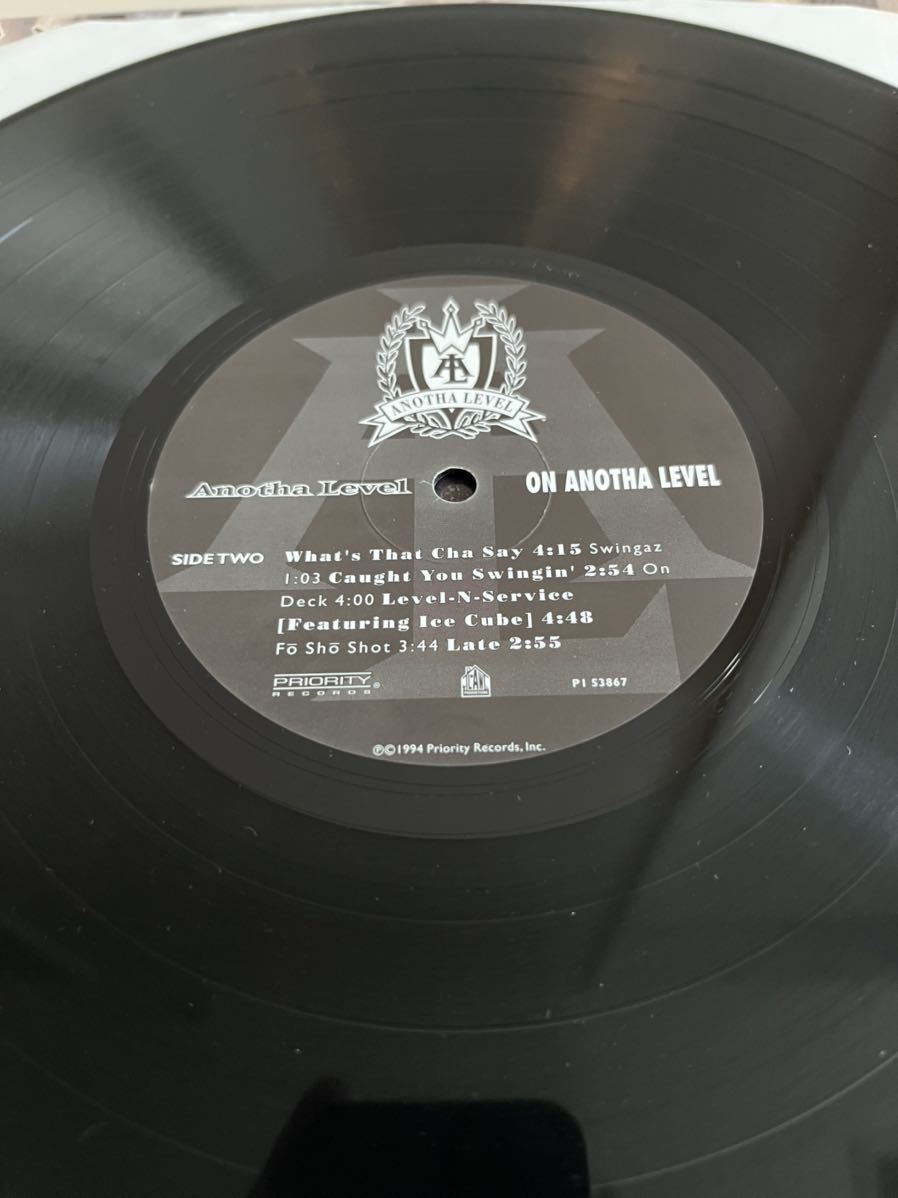 AL
ANOTHA LEVEL
Anotha Level
ON ANOTHA LEVEL
SIDE TWO
What's That Cha Say 4:15 Swingaz
1:03 Caught You Swingin' 2:54 On
Deck 4:00 Level-N-Service
[Featuring Ice Cube] 4:48
Fō Shō Shot 3:44 Late 2:55
PRIORITY
RECORDS®
HEAT
P1 53867
℗©1994 Priority Records, Inc.